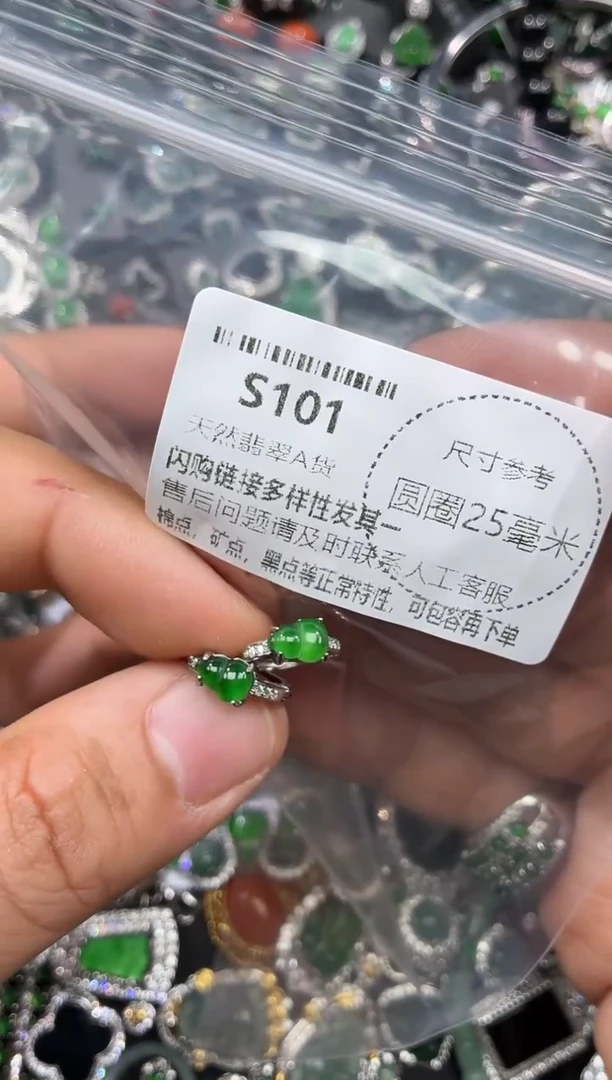 S101
天然翡翠A货
闪购链接多样性发其一
售后问题请及时联系人工客服
棉点，矿点，黑点等正常特性，可包容再下单
尺寸参考
圆圈25毫米